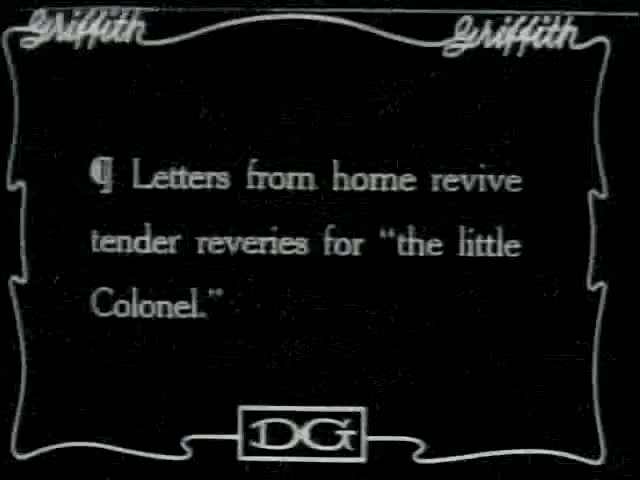 Griffith Griffith
¶ Letters from home revive
tender reveries for "the little
Colonel."
DG